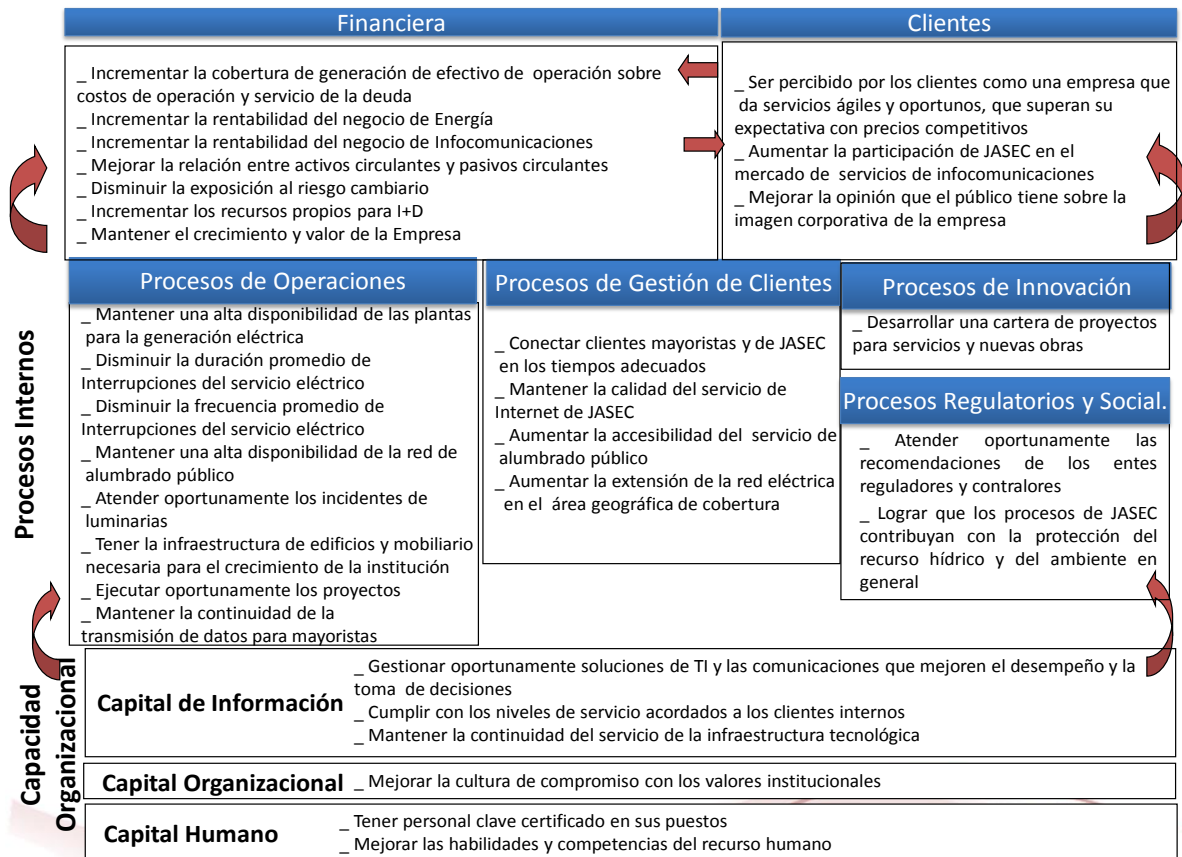 Financiera
_ Incrementar la cobertura de generación de efectivo de operación sobre
costos de operación y servicio de la deuda
_ Incrementar la rentabilidad del negocio de Energía
_ Incrementar la rentabilidad del negocio de Infocomunicaciones
_ Mejorar la relación entre activos circulantes y pasivos circulantes
_ Disminuir la exposición al riesgo cambiario
_ Incrementar los recursos propios para I+D
_ Mantener el crecimiento y valor de la Empresa
Clientes
_ Ser percibido por los clientes como una empresa que
da servicios ágiles y oportunos, que superan su
expectativa con precios competitivos
_ Aumentar la participación de JASEC en el
mercado de servicios de infocomunicaciones
_ Mejorar la opinión que el público tiene sobre la
imagen corporativa de la empresa
Procesos Internos
Procesos de Operaciones
_ Mantener una alta disponibilidad de las plantas
para la generación eléctrica
_ Disminuir la duración promedio de
Interrupciones del servicio eléctrico
_ Disminuir la frecuencia promedio de
Interrupciones del servicio eléctrico
_ Mantener una alta disponibilidad de la red de
alumbrado público
_ Atender oportunamente los incidentes de
luminarias
_ Tener la infraestructura de edificios y mobiliario
necesaria para el crecimiento de la institución
_ Ejecutar oportunamente los proyectos
_ Mantener la continuidad de la
transmisión de datos para mayoristas
Procesos de Gestión de Clientes
_ Conectar clientes mayoristas y de JASEC
en los tiempos adecuados
_ Mantener la calidad del servicio de
Internet de JASEC
_ Aumentar la accesibilidad del servicio de
alumbrado público
_ Aumentar la extensión de la red eléctrica
en el área geográfica de cobertura
Procesos de Innovación
_ Desarrollar una cartera de proyectos
para servicios y nuevas obras
Procesos Regulatorios y Social.
_ Atender oportunamente las
recomendaciones de los entes
reguladores y contralores
_ Lograr que los procesos de JASEC
contribuyan con la protección del
recurso hídrico y del ambiente en
general
Capacidad
Organizacional
Capital de Información
_ Gestionar oportunamente soluciones de TI y las comunicaciones que mejoren el desempeño y la
toma de decisiones
_ Cumplir con los niveles de servicio acordados a los clientes internos
_ Mantener la continuidad del servicio de la infraestructura tecnológica
Capital Organizacional
_ Mejorar la cultura de compromiso con los valores institucionales
Capital Humano
_ Tener personal clave certificado en sus puestos
_ Mejorar las habilidades y competencias del recurso humano